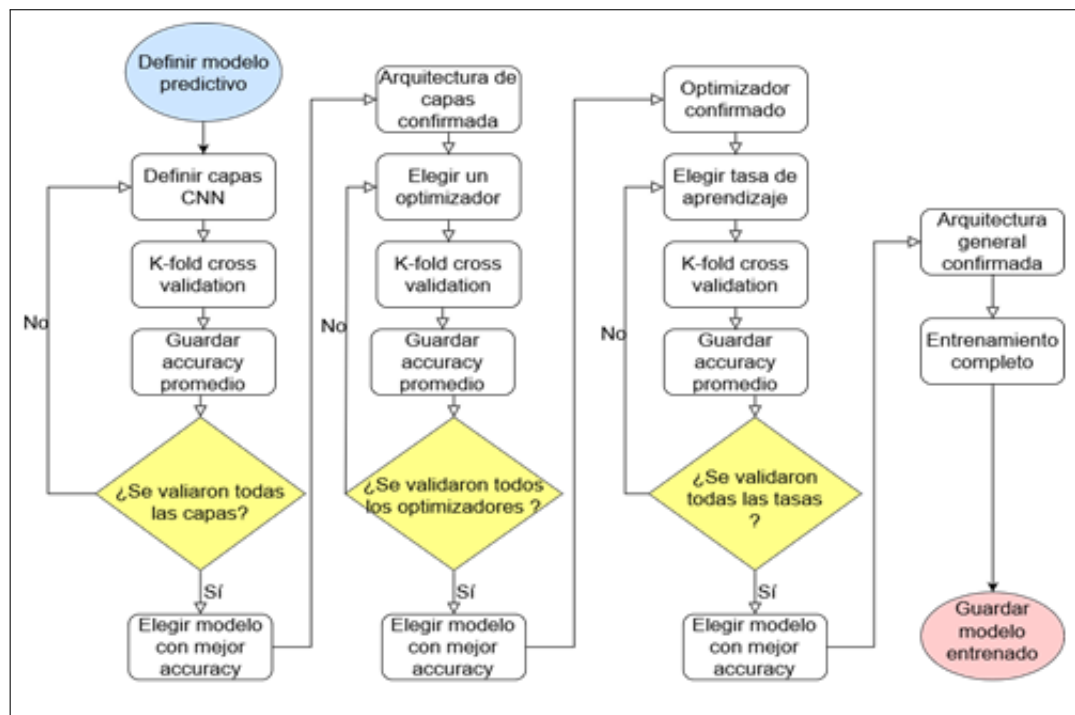 Definir modelo
predictivo
Definir capas
CNN
K-fold cross
validation
Guardar
accuracy
promedio
¿Se valiaron todas
las capas?
No
Sí
Elegir modelo
con mejor
accuracy
Arquitectura de
capas
confirmada
Elegir un
optimizador
K-fold cross
validation
Guardar
accuracy
promedio
¿Se validaron todos
los optimizadores ?
No
Sí
Elegir modelo
con mejor
accuracy
Optimizador
confirmado
Elegir tasa de
aprendizaje
K-fold cross
validation
Guardar
accuracy
promedio
¿Se validaron
todas las tasas
?
No
Sí
Elegir modelo
con mejor
accuracy
Arquitectura
general
confirmada
Entrenamiento
completo
Guardar
modelo
entrenado